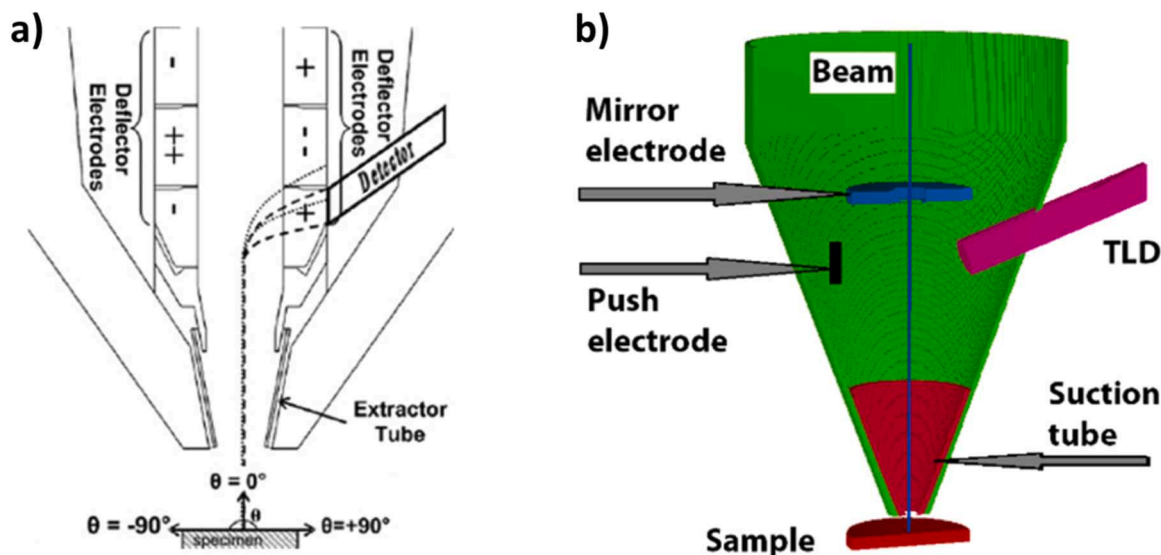 a)
Deflector
Electrodes
-
++
-
+
--
+
Deflector
Electrodes
Detector
Extractor
Tube
θ = 0°
θ
θ = -90°
θ=+90°
specimen
b)
Beam
Mirror
electrode
Push
electrode
TLD
Suction
tube
Sample